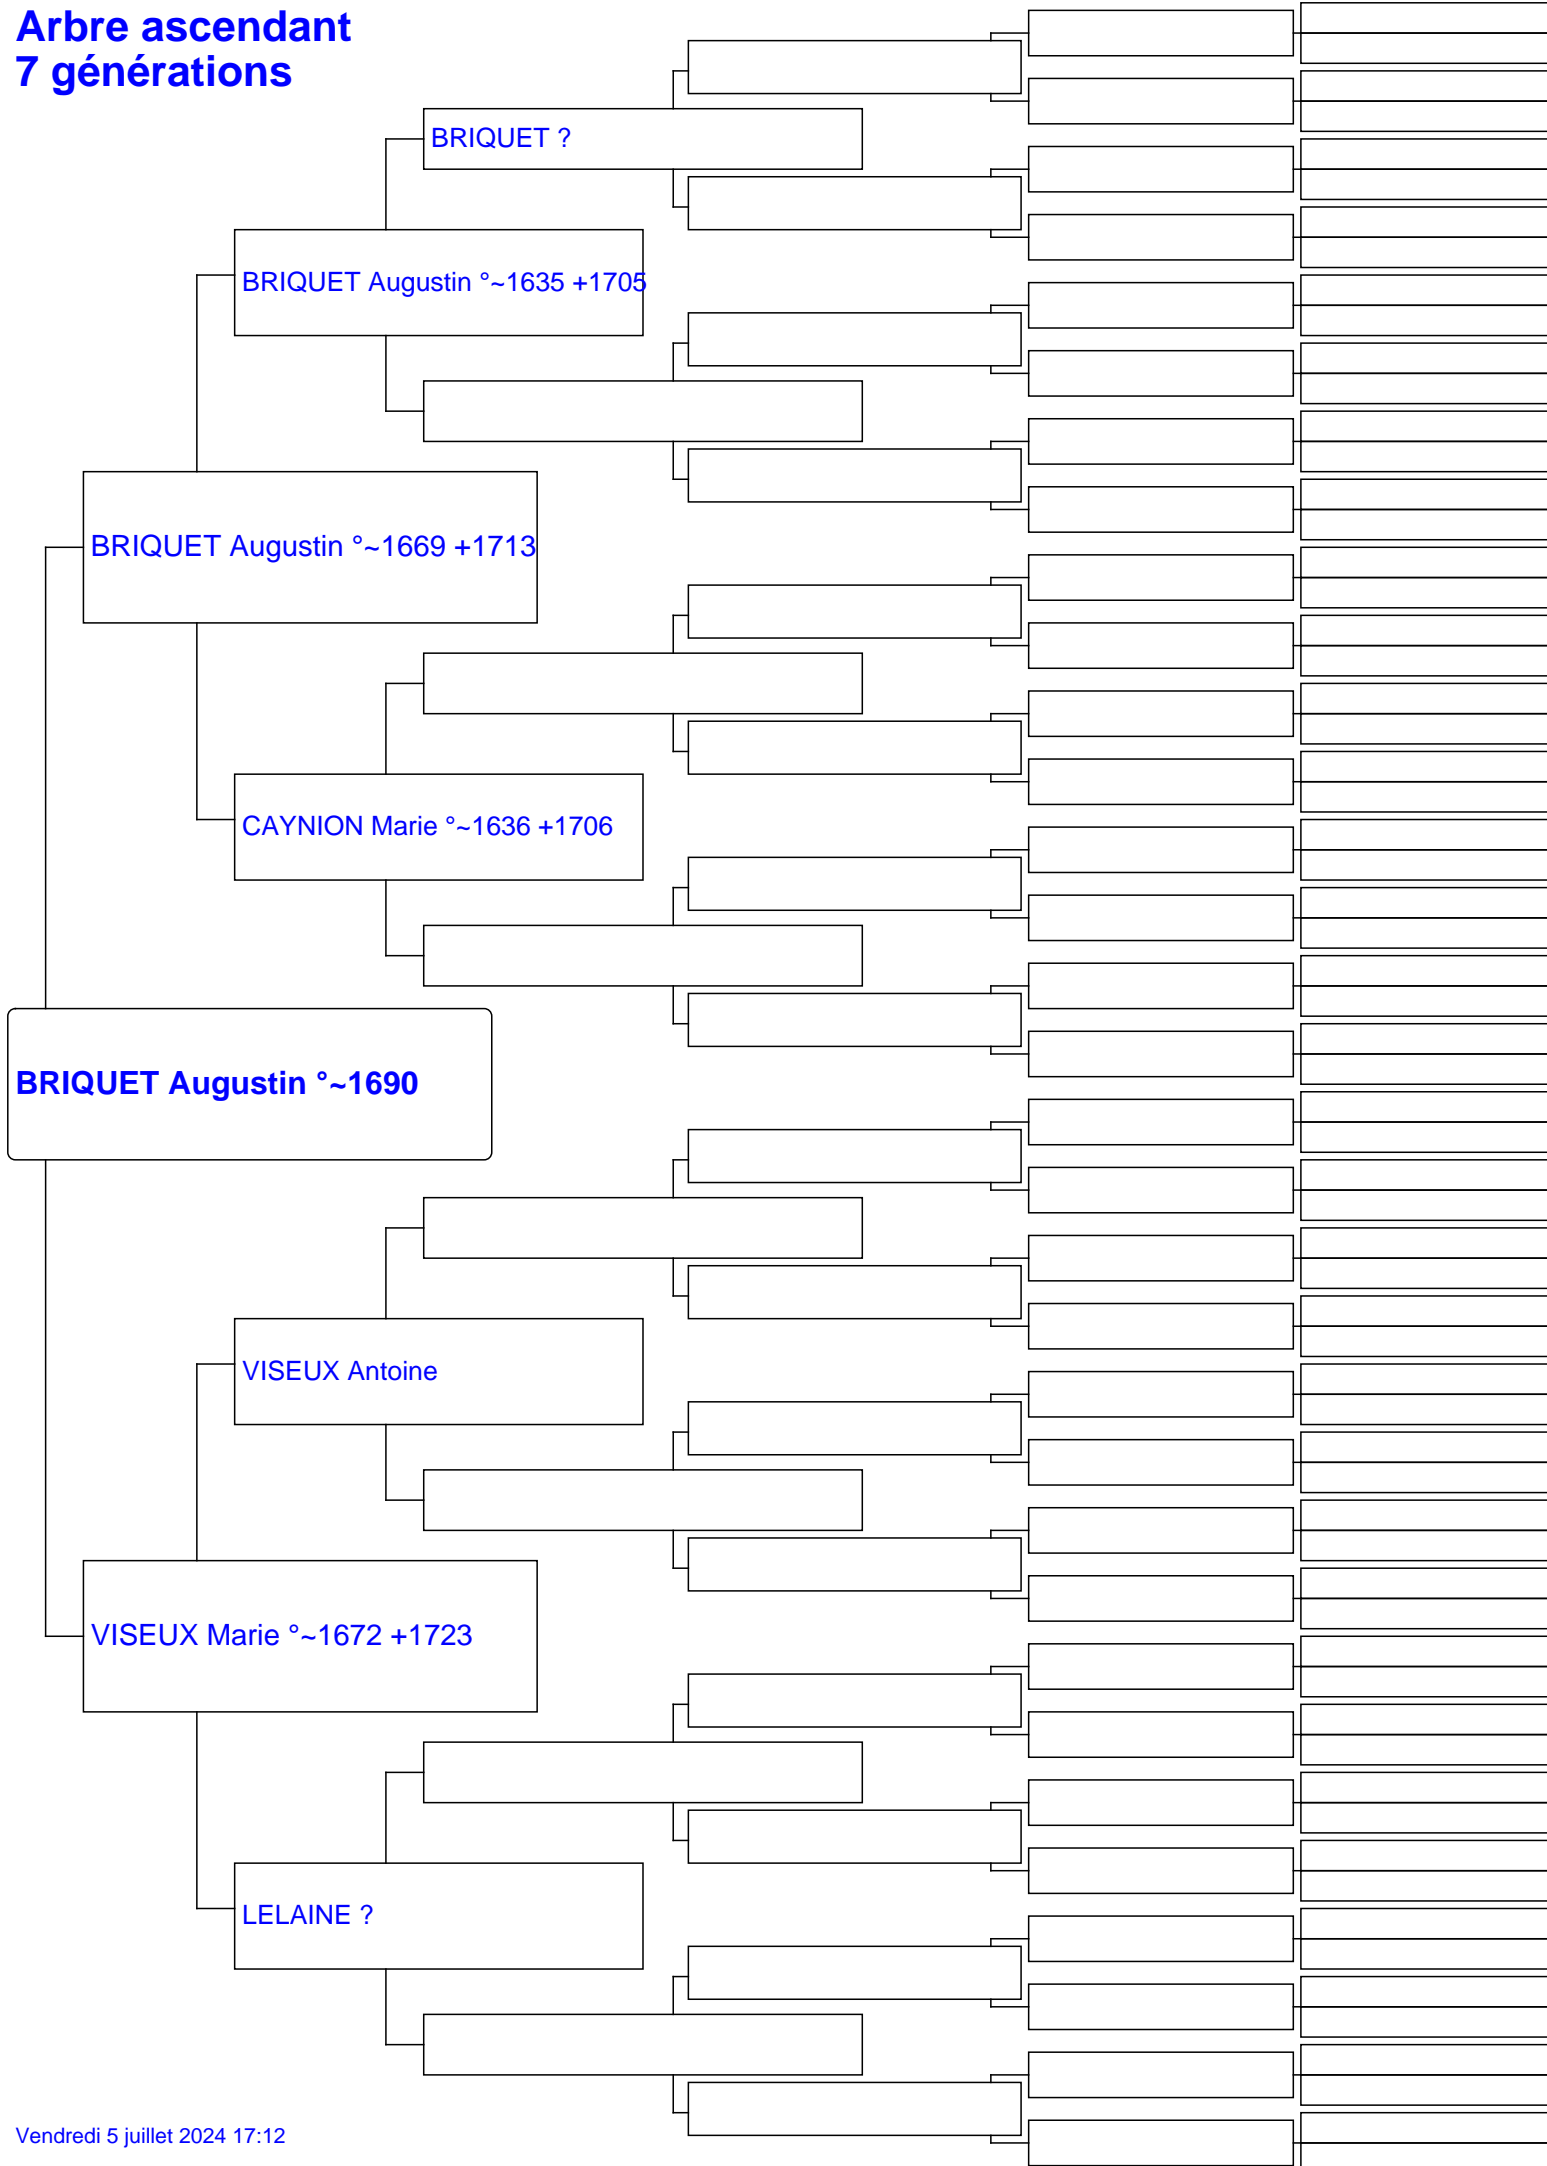 Arbre ascendant
7 générations
BRIQUET ?
BRIQUET Augustin °~1635 +1705
BRIQUET Augustin °~1669 +1713
CAYNION Marie °~1636 +1706
BRIQUET Augustin °~1690
VISEUX Antoine
VISEUX Marie °~1672 +1723
LELAINE ?
Vendredi 5 juillet 2024 17:12